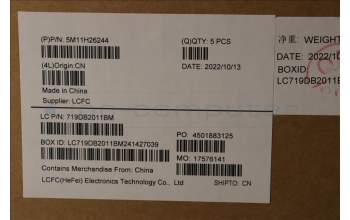 (P)P/N: 5M11H26244
(Q)QTY: 5 PCS
(4L)Origin:CN
DATE: 2022/10/13
Made in China
Supplier: LCFC
净重: WEIGHT
DATE: 2022/10
BOXID:
LC719DB2011B
LC P/N: 719DB2011BM
PO: 4501883125
BOX ID: LC719DB2011BM241427039
MO: 17576141
Contains Merchandise From: China
LCFC(HeFei) Electronics Technology Co., Ltd
SHIPTO: CN